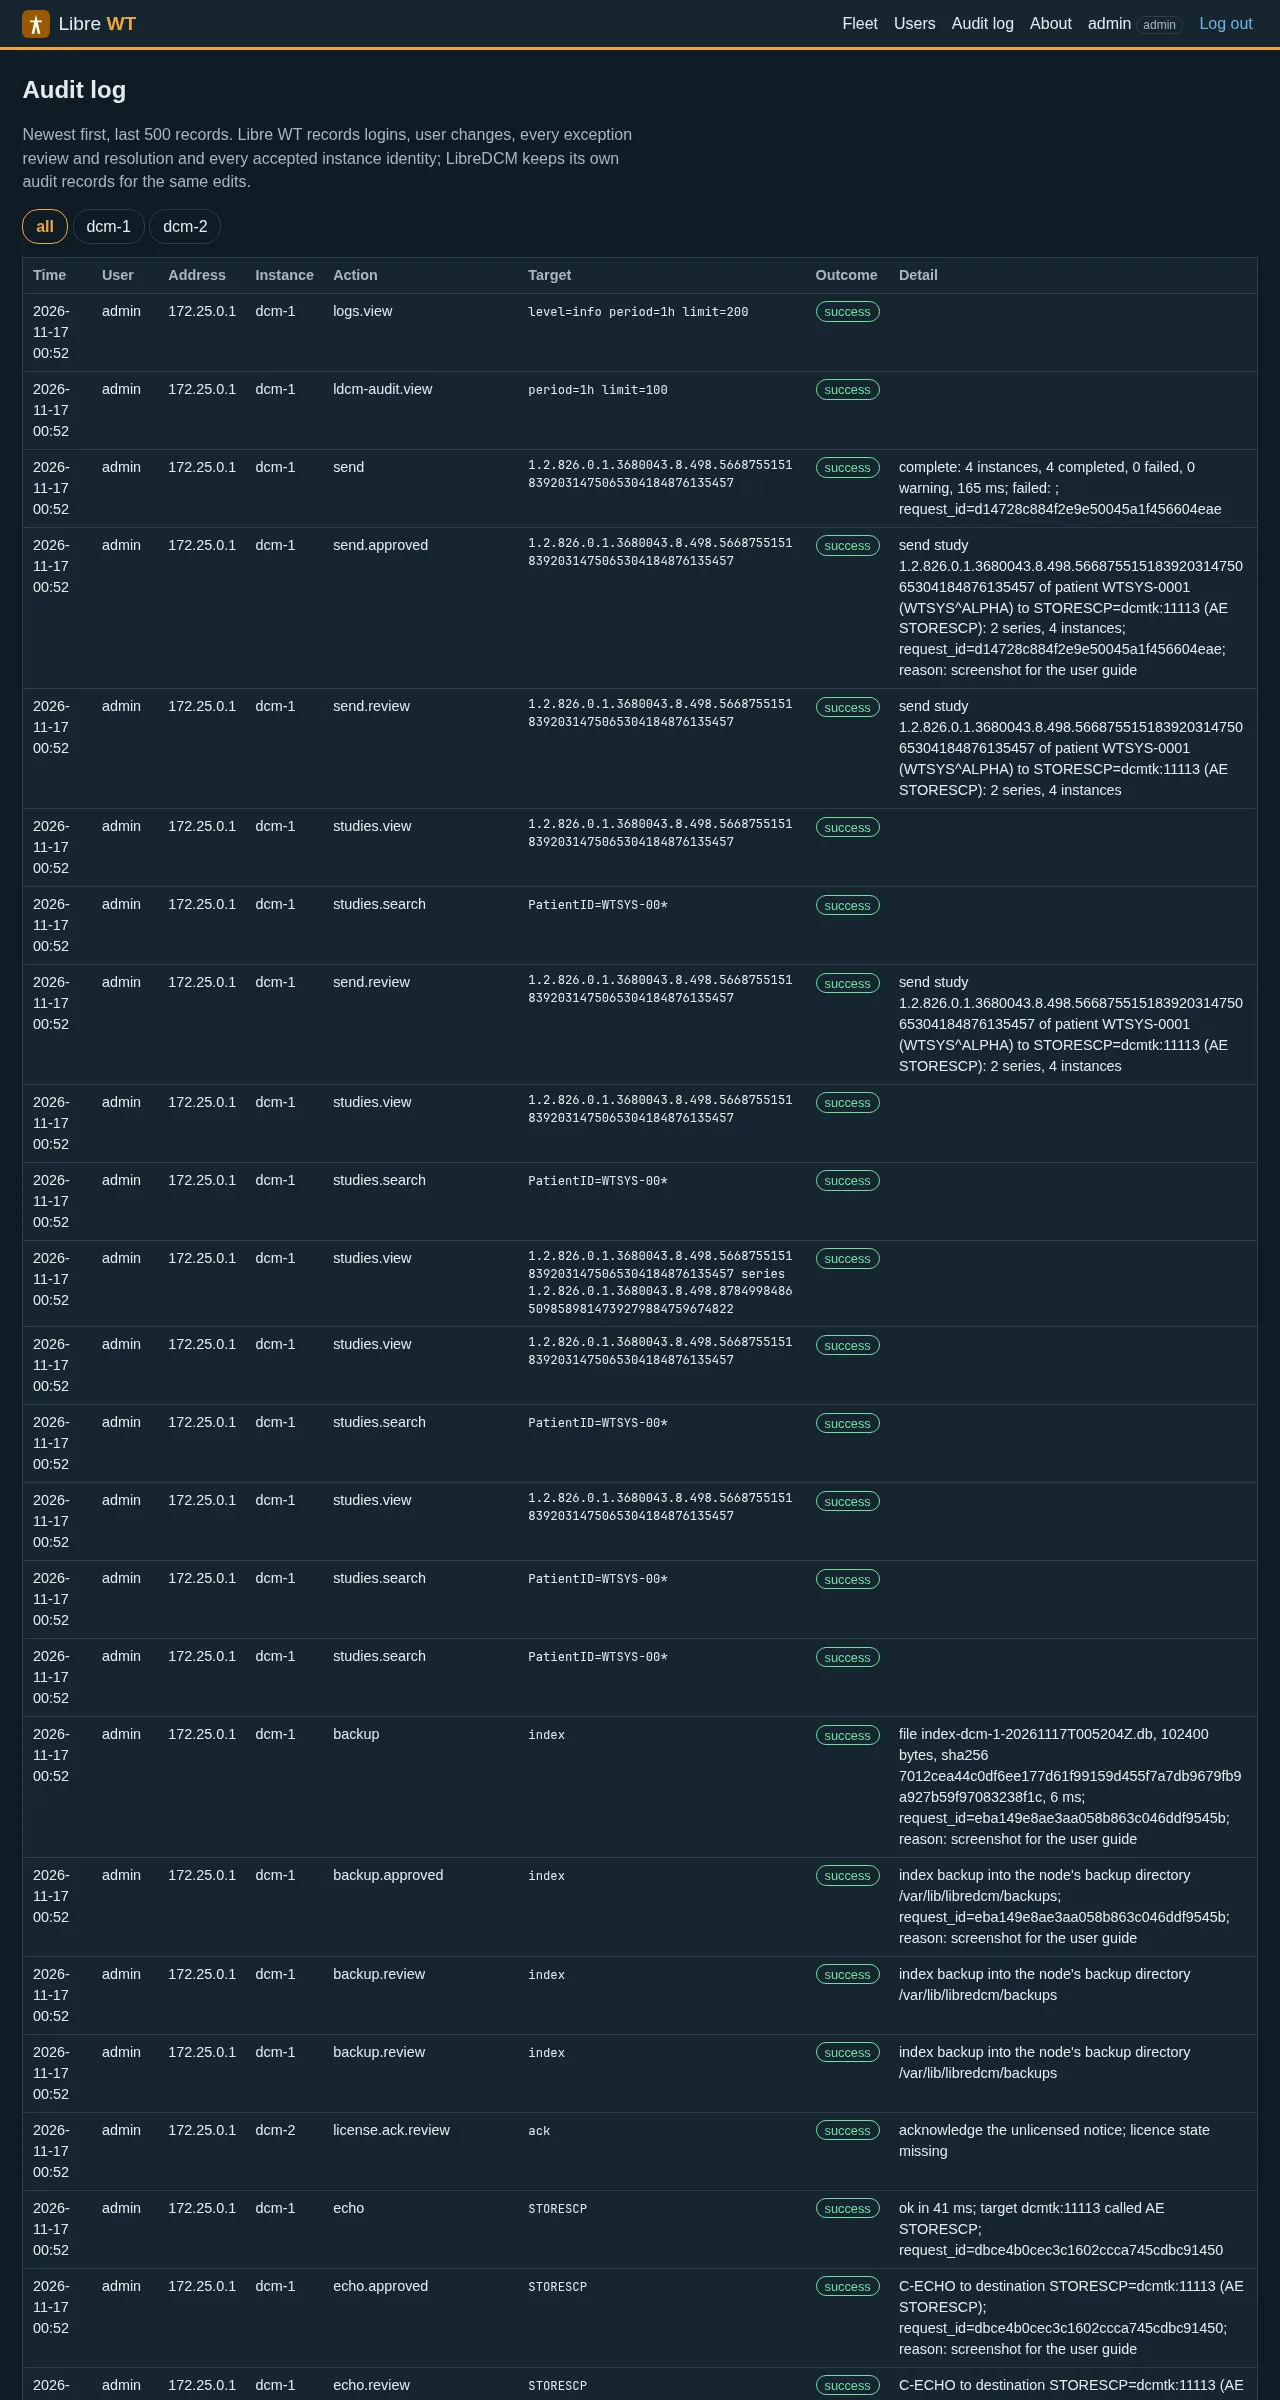 Libre WT
Fleet Users Audit log About admin admin Log out
Audit log
Newest first, last 500 records. Libre WT records logins, user changes, every exception
review and resolution and every accepted instance identity; LibreDCM keeps its own
audit records for the same edits.
all dcm-1 dcm-2
Time User Address Instance Action Target Outcome Detail
2026- admin 172.25.0.1 dcm-1 logs.view level=info period=1h limit=200 success
11-17
00:52
2026- admin 172.25.0.1 dcm-1 ldcm-audit.view period=1h limit=100 success
11-17
00:52
2026- admin 172.25.0.1 dcm-1 send 1.2.826.0.1.3680043.8.498.5668755151 success complete: 4 instances, 4 completed, 0 failed, 0
11-17 8392031475065304184876135457 warning, 165 ms; failed: ;
00:52 request_id=d14728c884f2e9e50045a1f456604eae
2026- admin 172.25.0.1 dcm-1 send.approved 1.2.826.0.1.3680043.8.498.5668755151 success send study
11-17 8392031475065304184876135457 1.2.826.0.1.3680043.8.498.566875515183920314750
00:52 65304184876135457 of patient WTSYS-0001
(WTSYS^ALPHA) to STORESCP=dcmtk:11113 (AE
STORESCP): 2 series, 4 instances;
request_id=d14728c884f2e9e50045a1f456604eae;
reason: screenshot for the user guide
2026- admin 172.25.0.1 dcm-1 send.review 1.2.826.0.1.3680043.8.498.5668755151 success send study
11-17 8392031475065304184876135457 1.2.826.0.1.3680043.8.498.566875515183920314750
00:52 65304184876135457 of patient WTSYS-0001
(WTSYS^ALPHA) to STORESCP=dcmtk:11113 (AE
STORESCP): 2 series, 4 instances
2026- admin 172.25.0.1 dcm-1 studies.view 1.2.826.0.1.3680043.8.498.5668755151 success
11-17 8392031475065304184876135457
00:52
2026- admin 172.25.0.1 dcm-1 studies.search PatientID=WTSYS-00* success
11-17
00:52
2026- admin 172.25.0.1 dcm-1 send.review 1.2.826.0.1.3680043.8.498.5668755151 success send study
11-17 8392031475065304184876135457 1.2.826.0.1.3680043.8.498.566875515183920314750
00:52 65304184876135457 of patient WTSYS-0001
(WTSYS^ALPHA) to STORESCP=dcmtk:11113 (AE
STORESCP): 2 series, 4 instances
2026- admin 172.25.0.1 dcm-1 studies.view 1.2.826.0.1.3680043.8.498.5668755151 success
11-17 8392031475065304184876135457
00:52
2026- admin 172.25.0.1 dcm-1 studies.search PatientID=WTSYS-00* success
11-17
00:52
2026- admin 172.25.0.1 dcm-1 studies.view 1.2.826.0.1.3680043.8.498.5668755151 success
11-17 8392031475065304184876135457 series
00:52 1.2.826.0.1.3680043.8.498.8784998486
5098589814739279884759674822
2026- admin 172.25.0.1 dcm-1 studies.view 1.2.826.0.1.3680043.8.498.5668755151 success
11-17 8392031475065304184876135457
00:52
2026- admin 172.25.0.1 dcm-1 studies.search PatientID=WTSYS-00* success
11-17
00:52
2026- admin 172.25.0.1 dcm-1 studies.view 1.2.826.0.1.3680043.8.498.5668755151 success
11-17 8392031475065304184876135457
00:52
2026- admin 172.25.0.1 dcm-1 studies.search PatientID=WTSYS-00* success
11-17
00:52
2026- admin 172.25.0.1 dcm-1 studies.search PatientID=WTSYS-00* success
11-17
00:52
2026- admin 172.25.0.1 dcm-1 backup index success file index-dcm-1-20261117T005204Z.db, 102400
11-17 bytes, sha256
00:52 7012cea44c0df6ee177d61f99159d455f7a7db9679fb9
a927b59f97083238f1c, 6 ms;
request_id=eba149e8ae3aa058b863c046ddf9545b;
reason: screenshot for the user guide
2026- admin 172.25.0.1 dcm-1 backup.approved index success index backup into the node's backup directory
11-17 /var/lib/libredcm/backups;
00:52 request_id=eba149e8ae3aa058b863c046ddf9545b;
reason: screenshot for the user guide
2026- admin 172.25.0.1 dcm-1 backup.review index success index backup into the node's backup directory
11-17 /var/lib/libredcm/backups
00:52
2026- admin 172.25.0.1 dcm-1 backup.review index success index backup into the node's backup directory
11-17 /var/lib/libredcm/backups
00:52
2026- admin 172.25.0.1 dcm-2 license.ack.review ack success acknowledge the unlicensed notice; licence state
11-17 missing
00:52
2026- admin 172.25.0.1 dcm-1 echo STORESCP success ok in 41 ms; target dcmtk:11113 called AE
11-17 STORESCP;
00:52 request_id=dbce4b0cec3c1602ccca745cdbc91450
2026- admin 172.25.0.1 dcm-1 echo.approved STORESCP success C-ECHO to destination STORESCP=dcmtk:11113 (AE
11-17 STORESCP);
00:52 request_id=dbce4b0cec3c1602ccca745cdbc91450;
reason: screenshot for the user guide
2026- admin 172.25.0.1 dcm-1 echo.review STORESCP success C-ECHO to destination STORESCP=dcmtk:11113 (AE